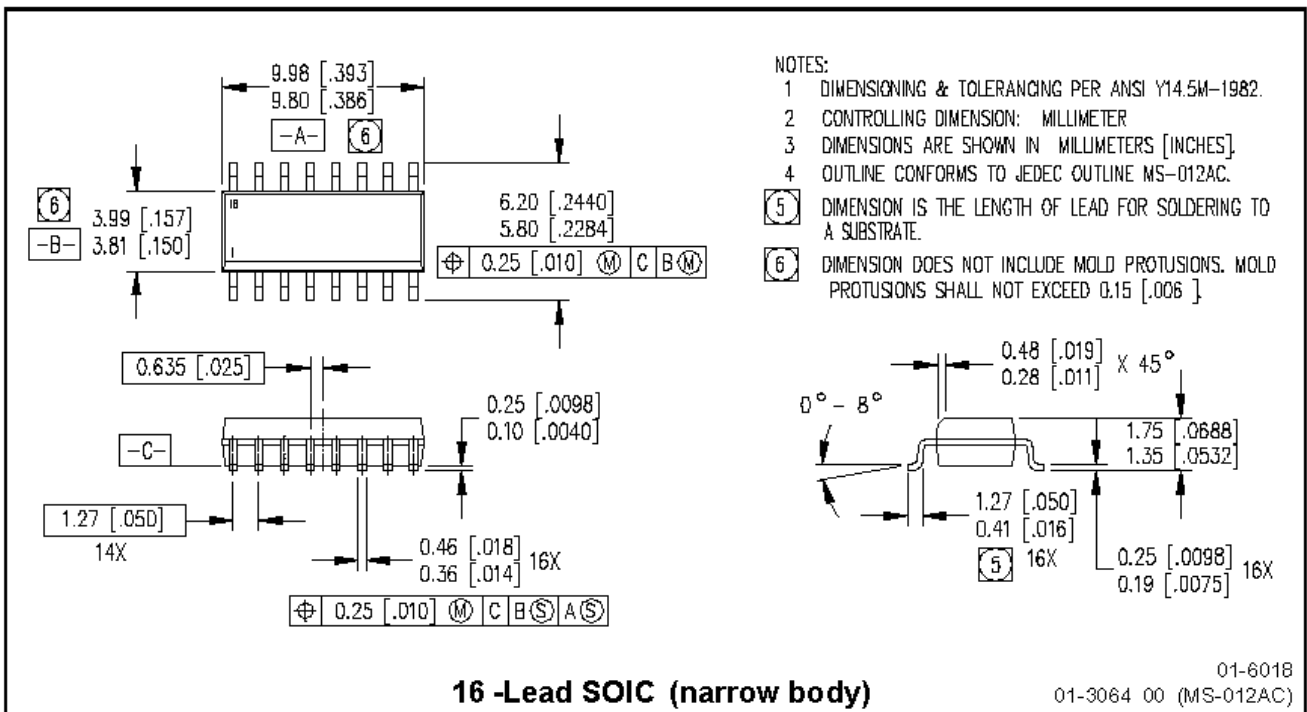 9.98 [.393]
9.80 [.386]
-A- 6
6
3.99 [.157]
3.81 [.150]
-B-
1
6.20 [.2440]
5.80 [.2284]
⌖ 0.25 [.010] Ⓜ C B Ⓜ
NOTES:
1 DIMENSIONING & TOLERANCING PER ANSI Y14.5M-1982.
2 CONTROLLING DIMENSION: MILLIMETER
3 DIMENSIONS ARE SHOWN IN MILLIMETERS [INCHES].
4 OUTLINE CONFORMS TO JEDEC OUTLINE MS-012AC.
5 DIMENSION IS THE LENGTH OF LEAD FOR SOLDERING TO
A SUBSTRATE.
6 DIMENSION DOES NOT INCLUDE MOLD PROTUSIONS. MOLD
PROTUSIONS SHALL NOT EXCEED 0.15 [.006 ].
0.635 [.025]
0.25 [.0098]
0.10 [.0040]
-C-
1.27 [.050]
14X
0.46 [.018]
0.36 [.014]
16X
⌖ 0.25 [.010] Ⓜ C B Ⓢ A Ⓢ
0.48 [.019]
0.28 [.011]
X 45°
0° - 8°
1.75 [.0688]
1.35 [.0532]
1.27 [.050]
0.41 [.016]
5 16X
0.25 [.0098]
0.19 [.0075]
16X
16 -Lead SOIC (narrow body)
01-6018
01-3064 00 (MS-012AC)